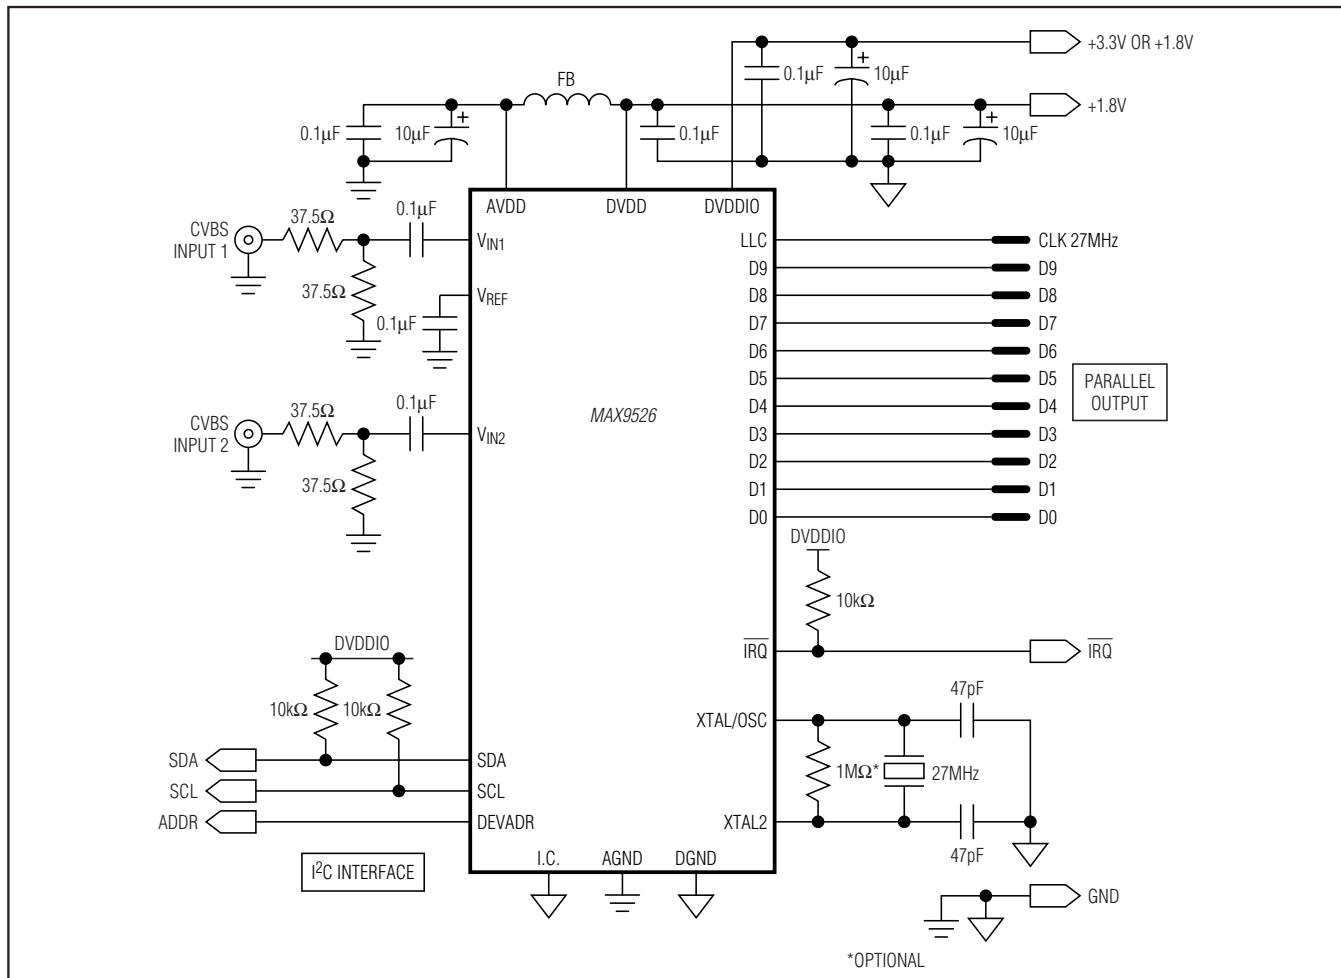 +3.3V OR +1.8V
0.1µF
10µF
FB
+1.8V
0.1µF
10µF
0.1µF
0.1µF
10µF
AVDD
DVDD
DVDDIO
CVBS
INPUT 1
37.5Ω
0.1µF
VIN1
37.5Ω
VREF
0.1µF
CVBS
INPUT 2
37.5Ω
0.1µF
VIN2
37.5Ω
MAX9526
LLC
CLK 27MHz
D9
D9
D8
D8
D7
D7
D6
D6
D5
D5
D4
D4
D3
D3
D2
D2
D1
D1
D0
D0
PARALLEL
OUTPUT
DVDDIO
10kΩ
IRQ
IRQ
DVDDIO
10kΩ
10kΩ
SDA
SDA
SCL
SCL
ADDR
DEVADR
I²C INTERFACE
XTAL/OSC
47pF
1MΩ*
27MHz
XTAL2
47pF
I.C.
AGND
DGND
GND
*OPTIONAL